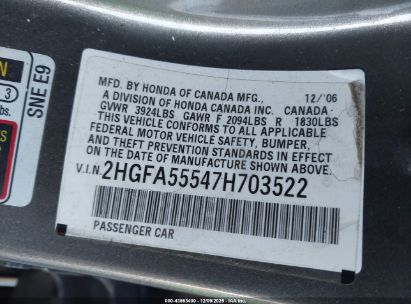 MFD. BY HONDA OF CANADA MFG., 12/'06
A DIVISION OF HONDA CANADA INC. CANADA
GVWR 3924LBS GAWR F 2094LBS R 1830LBS
THIS VEHICLE CONFORMS TO ALL APPLICABLE
FEDERAL MOTOR VEHICLE SAFETY, BUMPER,
AND THEFT PREVENTION STANDARDS IN EFFECT
ON THE DATE OF MANUFACTURE SHOWN ABOVE.
V.I.N. 2HGFA55547H703522
PASSENGER CAR
SNE E9
3
bs.